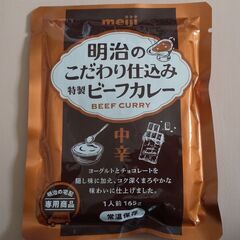 meiji
明治の
こだわり仕込み
特製ビーフカレー
BEEF CURRY
中辛
ヨーグルトとチョコレートを
隠し味に加え、コク深くまろやかな
味わいに仕上げました。
1人前 165g
常温保存
明治の宅配
専用商品